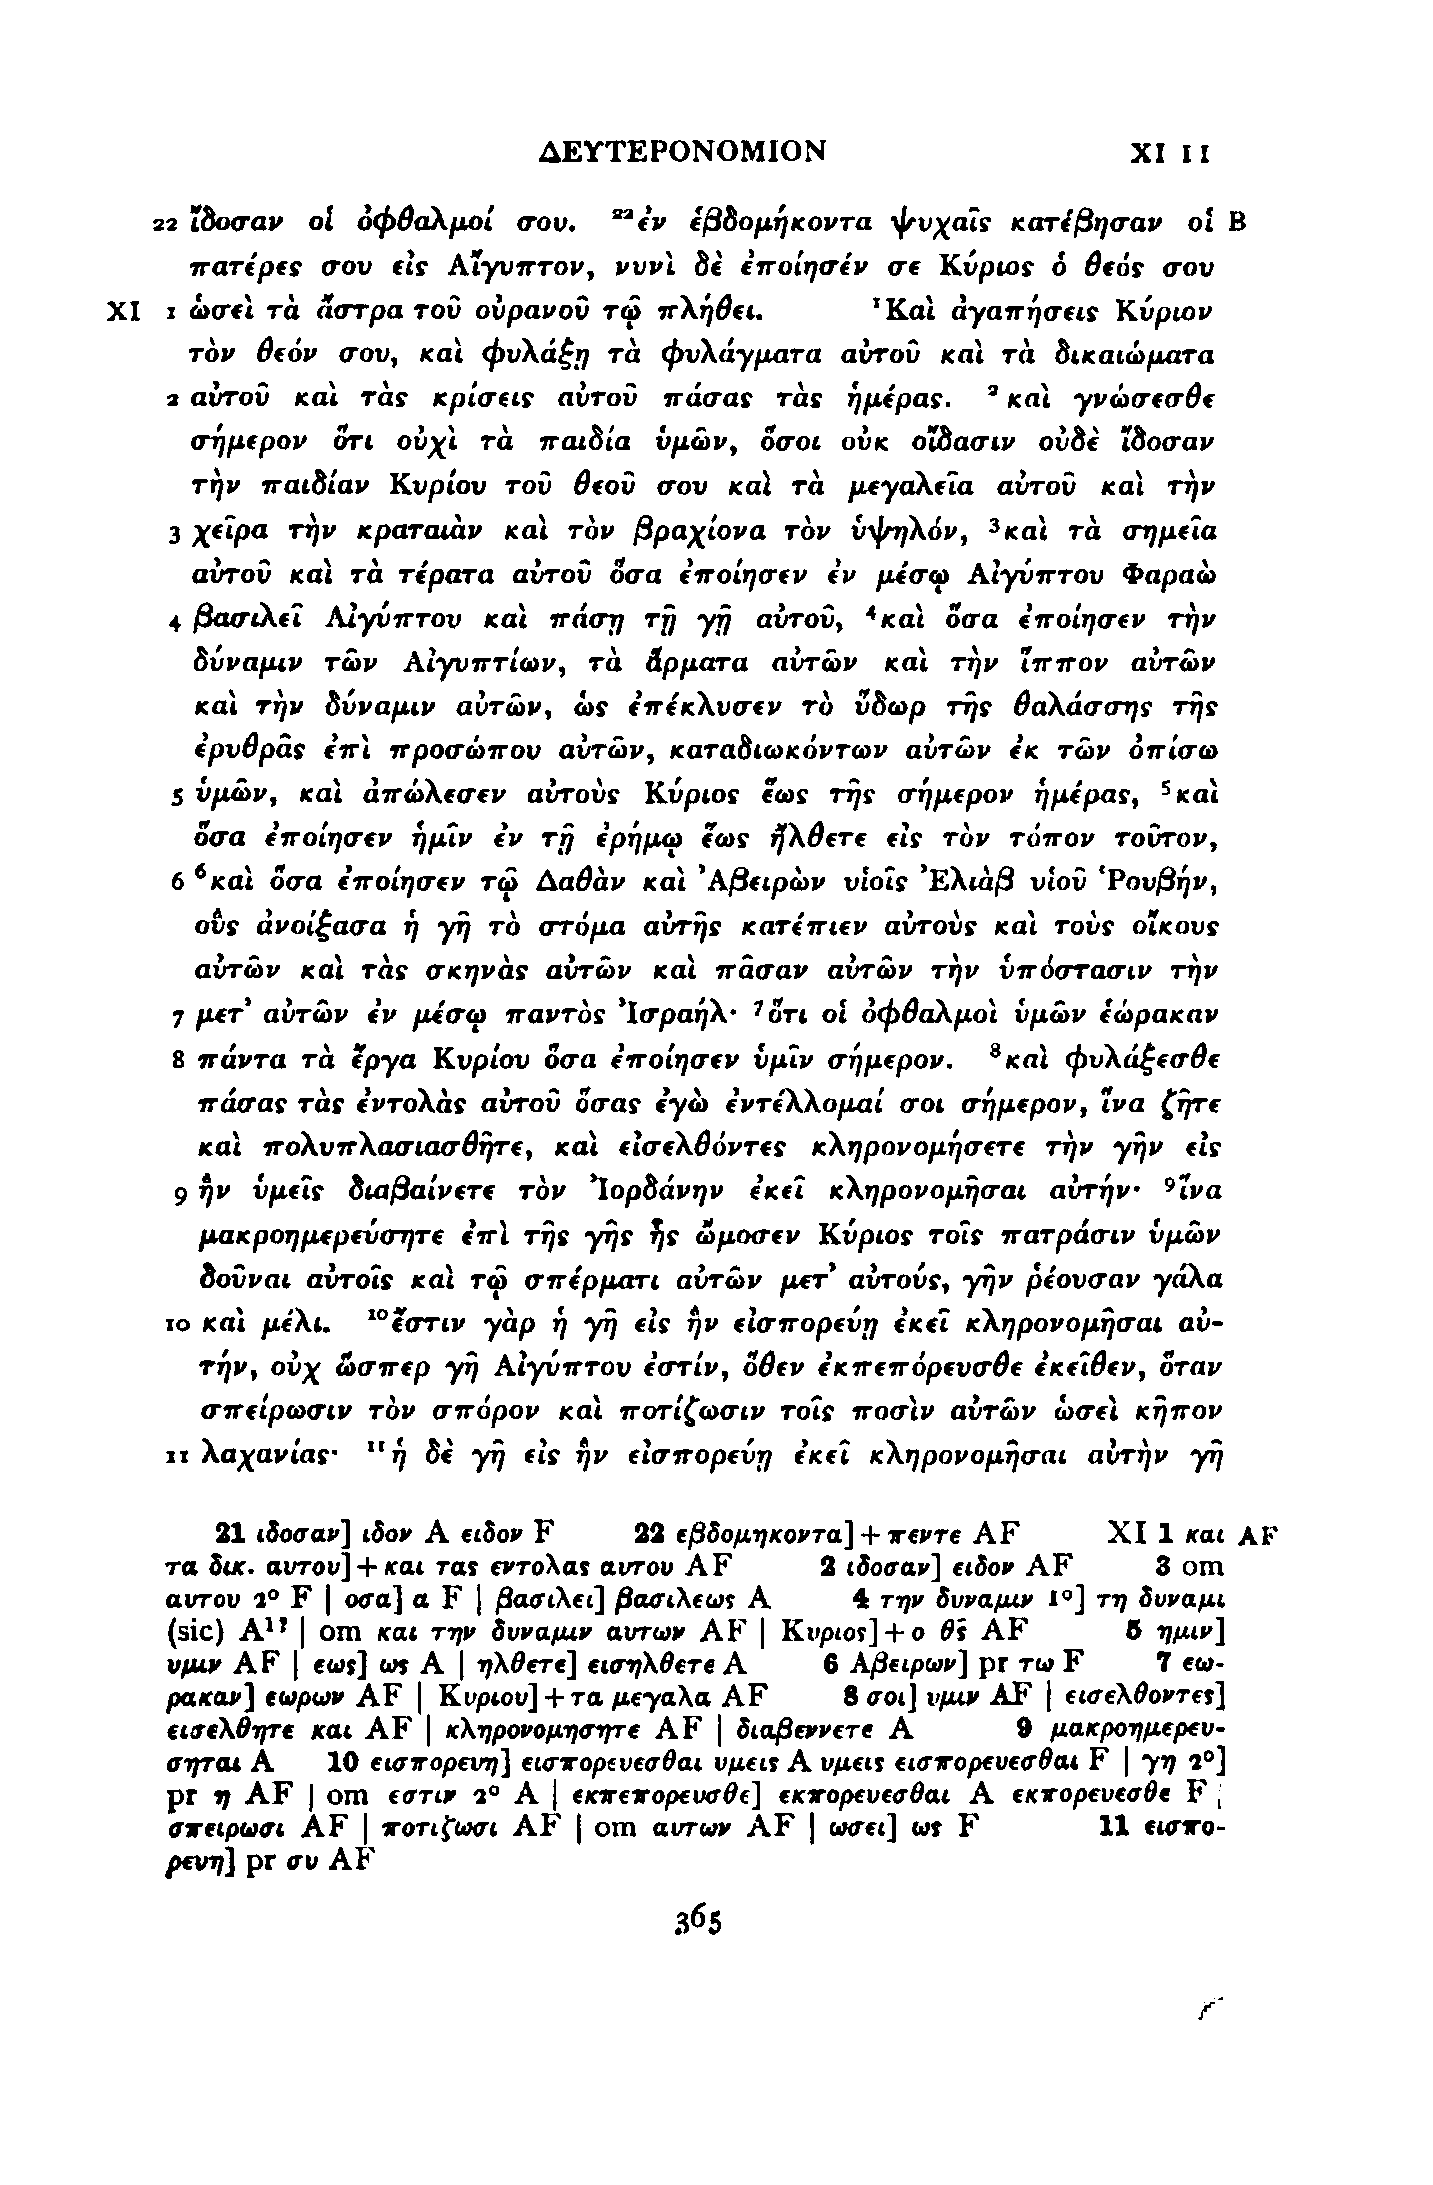 ΔΕΥΤΕΡΟΝΟΜΙΟΝ XI 11
22 ἴδοσαν οἱ ὀφθαλμοί σου. ²²ἐν ἑβδομήκοντα ψυχαῖς κατέβησαν οἱ B
πατέρες σου εἰς Αἴγυπτον, νυνὶ δὲ ἐποίησέν σε Κύριος ὁ θεός σου
XI 1 ὡσεὶ τὰ ἄστρα τοῦ οὐρανοῦ τῷ πλήθει. ¹Καὶ ἀγαπήσεις Κύριον
τὸν θεόν σου, καὶ φυλάξῃ τὰ φυλάγματα αὐτοῦ καὶ τὰ δικαιώματα
2 αὐτοῦ καὶ τὰς κρίσεις αὐτοῦ πάσας τὰς ἡμέρας. ²καὶ γνώσεσθε
σήμερον ὅτι οὐχὶ τὰ παιδία ὑμῶν, ὅσοι οὐκ οἴδασιν οὐδὲ ἴδοσαν
τὴν παιδίαν Κυρίου τοῦ θεοῦ σου καὶ τὰ μεγαλεῖα αὐτοῦ καὶ τὴν
3 χεῖρα τὴν κραταιὰν καὶ τὸν βραχίονα τὸν ὑψηλόν, ³καὶ τὰ σημεῖα
αὐτοῦ καὶ τὰ τέρατα αὐτοῦ ὅσα ἐποίησεν ἐν μέσῳ Αἰγύπτου Φαραὼ
4 βασιλεῖ Αἰγύπτου καὶ πάσῃ τῇ γῇ αὐτοῦ, ⁴καὶ ὅσα ἐποίησεν τὴν
δύναμιν τῶν Αἰγυπτίων, τὰ ἅρματα αὐτῶν καὶ τὴν ἵππον αὐτῶν
καὶ τὴν δύναμιν αὐτῶν, ὡς ἐπέκλυσεν τὸ ὕδωρ τῆς θαλάσσης τῆς
ἐρυθρᾶς ἐπὶ προσώπου αὐτῶν, καταδιωκόντων αὐτῶν ἐκ τῶν ὀπίσω
5 ὑμῶν, καὶ ἀπώλεσεν αὐτοὺς Κύριος ἕως τῆς σήμερον ἡμέρας, ⁵καὶ
ὅσα ἐποίησεν ἡμῖν ἐν τῇ ἐρήμῳ ἕως ἤλθετε εἰς τὸν τόπον τοῦτον,
6 ⁶καὶ ὅσα ἐποίησεν τῷ Δαθὰν καὶ Ἀβειρὼν υἱοῖς Ἐλιὰβ υἱοῦ Ῥουβήν,
οὓς ἀνοίξασα ἡ γῆ τὸ στόμα αὐτῆς κατέπιεν αὐτοὺς καὶ τοὺς οἴκους
αὐτῶν καὶ τὰς σκηνὰς αὐτῶν καὶ πᾶσαν αὐτῶν τὴν ὑπόστασιν τὴν
7 μετ’ αὐτῶν ἐν μέσῳ παντὸς Ἰσραήλ· ⁷ὅτι οἱ ὀφθαλμοὶ ὑμῶν ἑώρακαν
8 πάντα τὰ ἔργα Κυρίου ὅσα ἐποίησεν ὑμῖν σήμερον. ⁸καὶ φυλάξεσθε
πάσας τὰς ἐντολὰς αὐτοῦ ὅσας ἐγὼ ἐντέλλομαί σοι σήμερον, ἵνα ζῆτε
καὶ πολυπλασιασθῆτε, καὶ εἰσελθόντες κληρονομήσετε τὴν γῆν εἰς
9 ἣν ὑμεῖς διαβαίνετε τὸν Ἰορδάνην ἐκεῖ κληρονομῆσαι αὐτήν· ⁹ἵνα
μακροημερεύσητε ἐπὶ τῆς γῆς ἧς ὤμοσεν Κύριος τοῖς πατράσιν ὑμῶν
δοῦναι αὐτοῖς καὶ τῷ σπέρματι αὐτῶν μετ’ αὐτούς, γῆν ῥέουσαν γάλα
10 καὶ μέλι. ¹⁰ἔστιν γὰρ ἡ γῆ εἰς ἣν εἰσπορεύῃ ἐκεῖ κληρονομῆσαι αὐ-
τήν, οὐχ ὥσπερ γῆ Αἰγύπτου ἐστίν, ὅθεν ἐκπεπόρευσθε ἐκεῖθεν, ὅταν
σπείρωσιν τὸν σπόρον καὶ ποτίζωσιν τοῖς ποσὶν αὐτῶν ὡσεὶ κῆπον
11 λαχανίας· ¹¹ἡ δὲ γῆ εἰς ἣν εἰσπορεύῃ ἐκεῖ κληρονομῆσαι αὐτὴν γῆ
21 ιδοσαν] ιδον A ειδον F 22 εβδομηκοντα]+πεντε AF XI 1 και AF
τα δικ. αυτου]+και τας εντολας αυτου AF 2 ιδοσαν] ειδον AF 3 om
αυτου 2° F | οσα] α F | βασιλει] βασιλεως A 4 την δυναμιν 1°] τη δυναμι
(sic) A¹ʔ | om και την δυναμιν αυτων AF | Κυριος]+ο θς̄ AF 5 ημιν]
υμιν AF | εως] ως A | ηλθετε] εισηλθετε A 6 Αβειρων] pr τω F 7 εω-
ρακαν] εωρων AF | Κυριου]+τα μεγαλα AF 8 σοι] υμιν AF | εισελθοντες]
εισελθητε και AF | κληρονομησητε AF | διαβεννετε A 9 μακροημερευ-
σηται A 10 εισπορευη] εισπορευεσθαι υμεις A υμεις εισπορευεσθαι F | γη 2°]
pr η AF | om εστιν 2° A | εκπεπορευσθε] εκπορευεσθαι A εκπορευεσθε F |
σπειρωσι AF | ποτιζωσι AF | om αυτων AF | ωσει] ως F 11 εισπο-
ρευη] pr συ AF
365